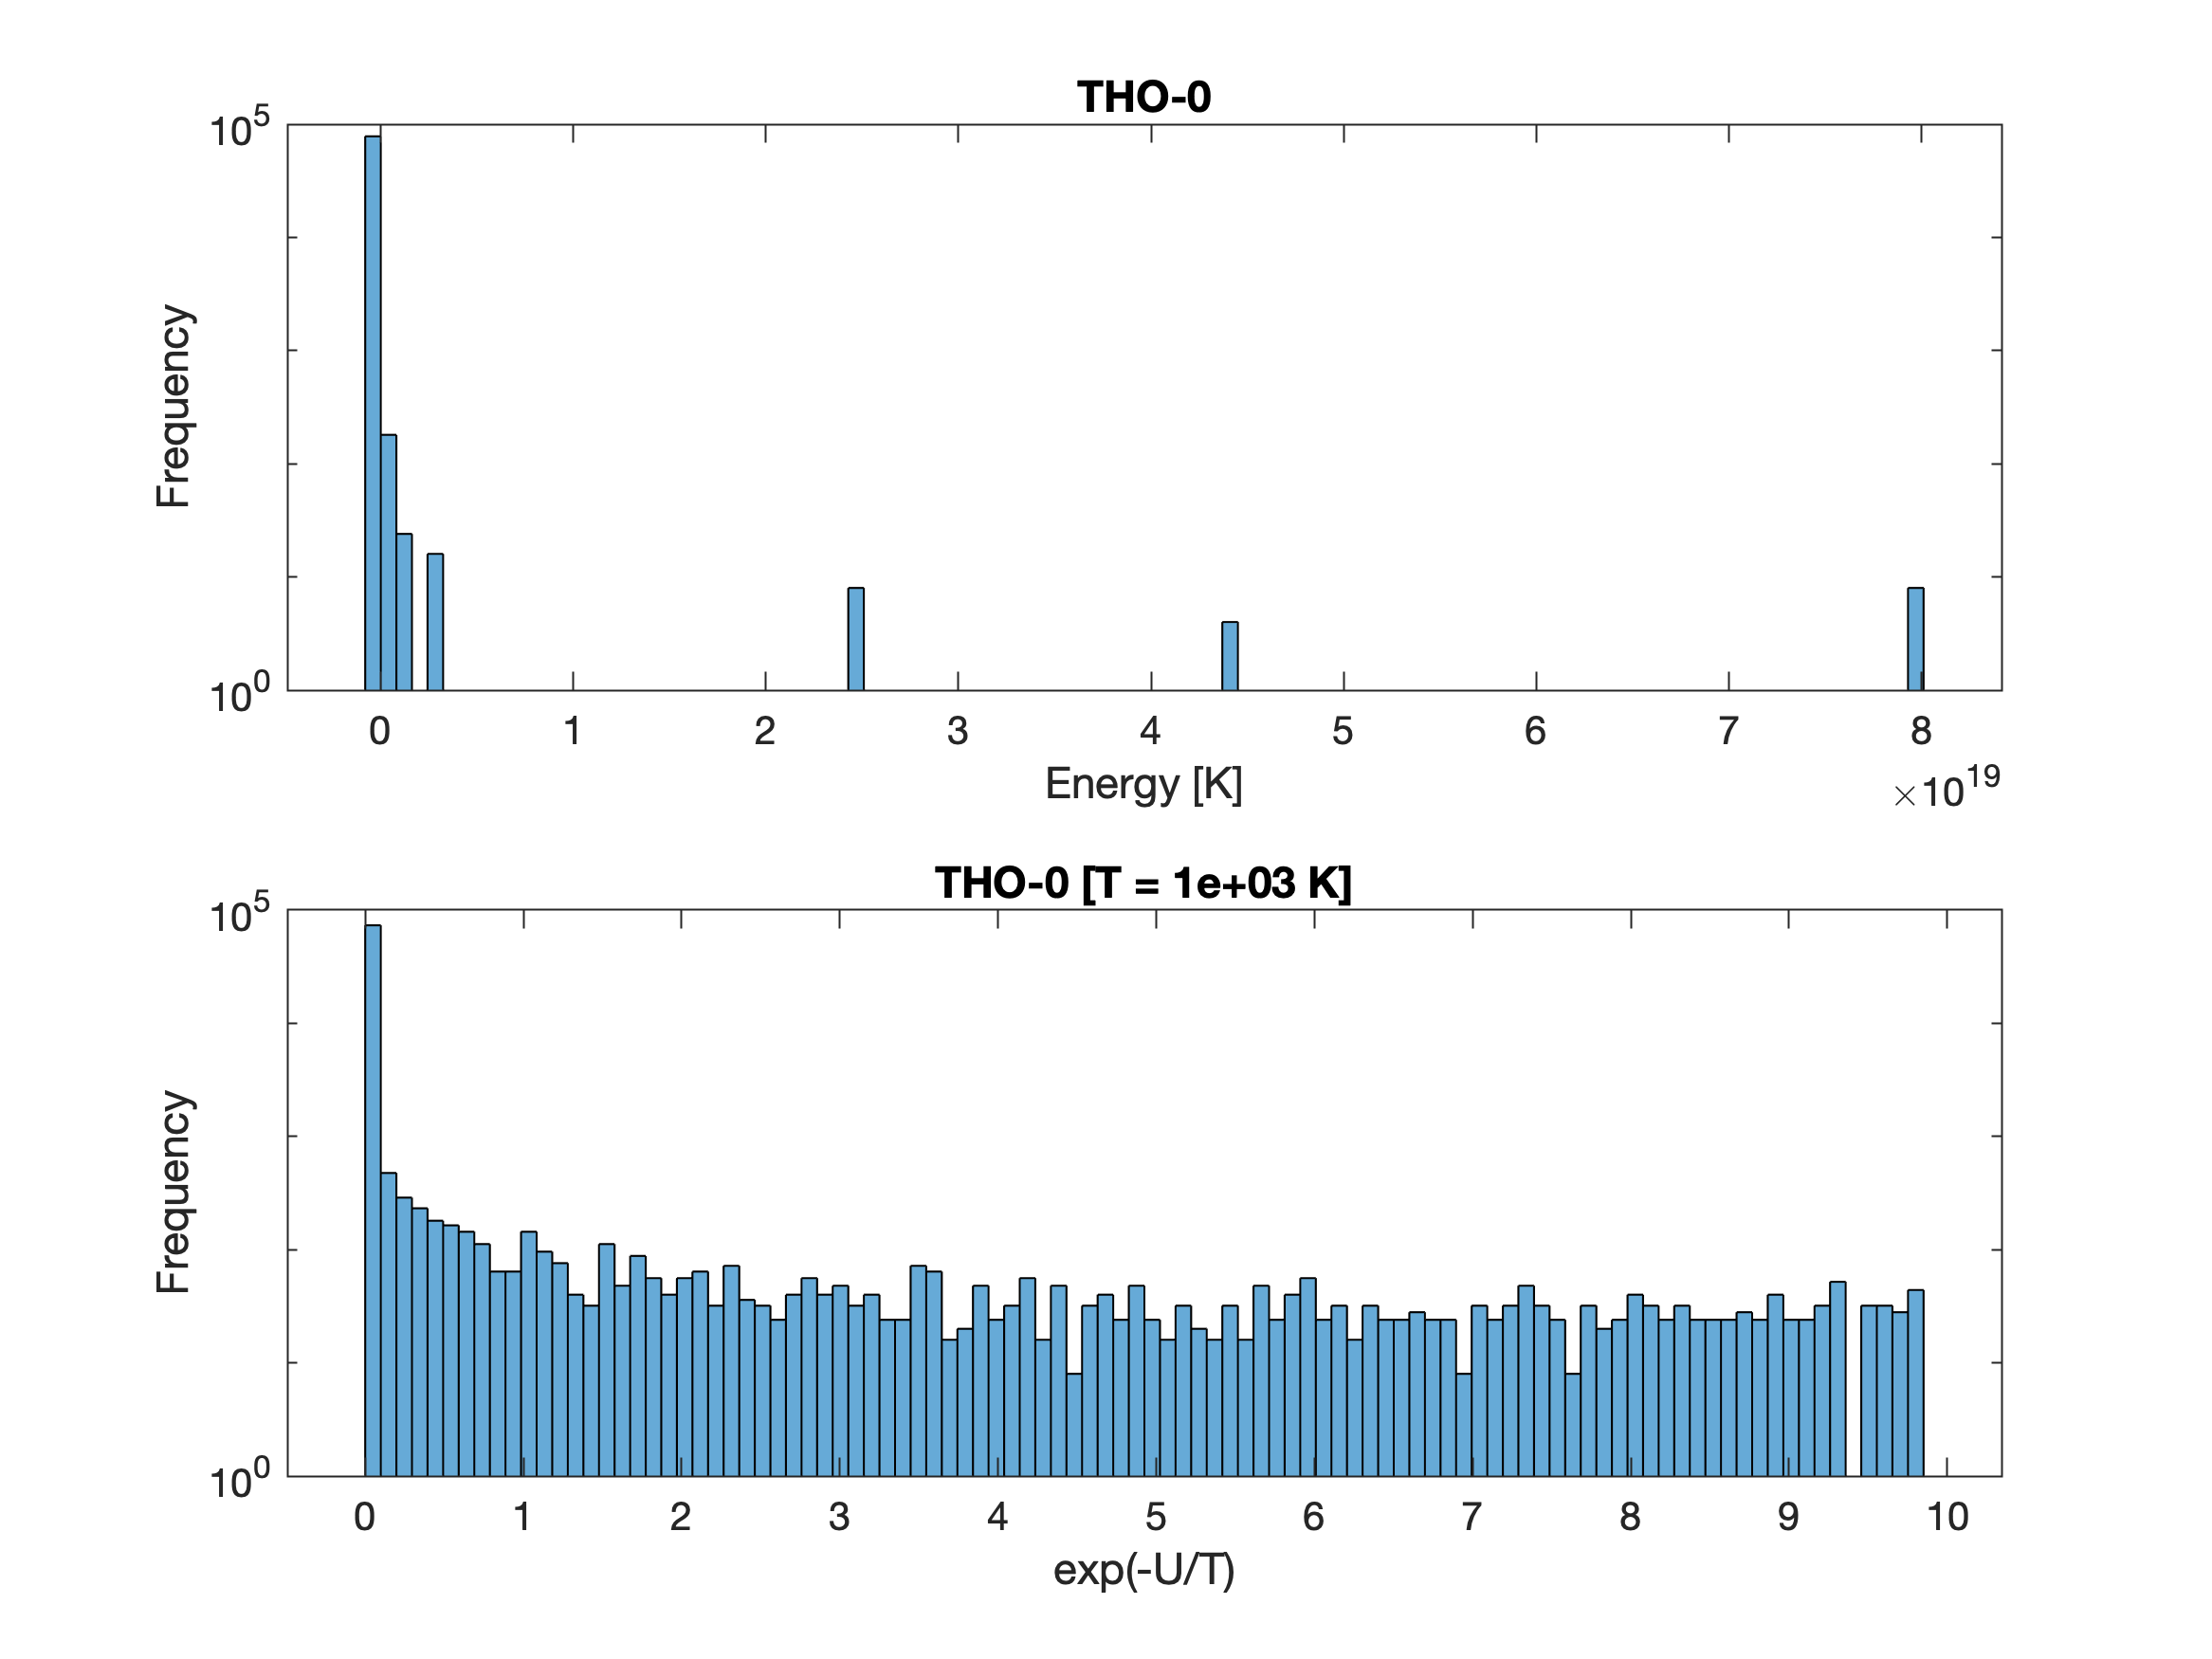 THO-0
10^5
Frequency
10^0
0 1 2 3 4 5 6 7 8
Energy [K]
×10^19
THO-0 [T = 1e+03 K]
10^5
Frequency
10^0
0 1 2 3 4 5 6 7 8 9 10
exp(-U/T)